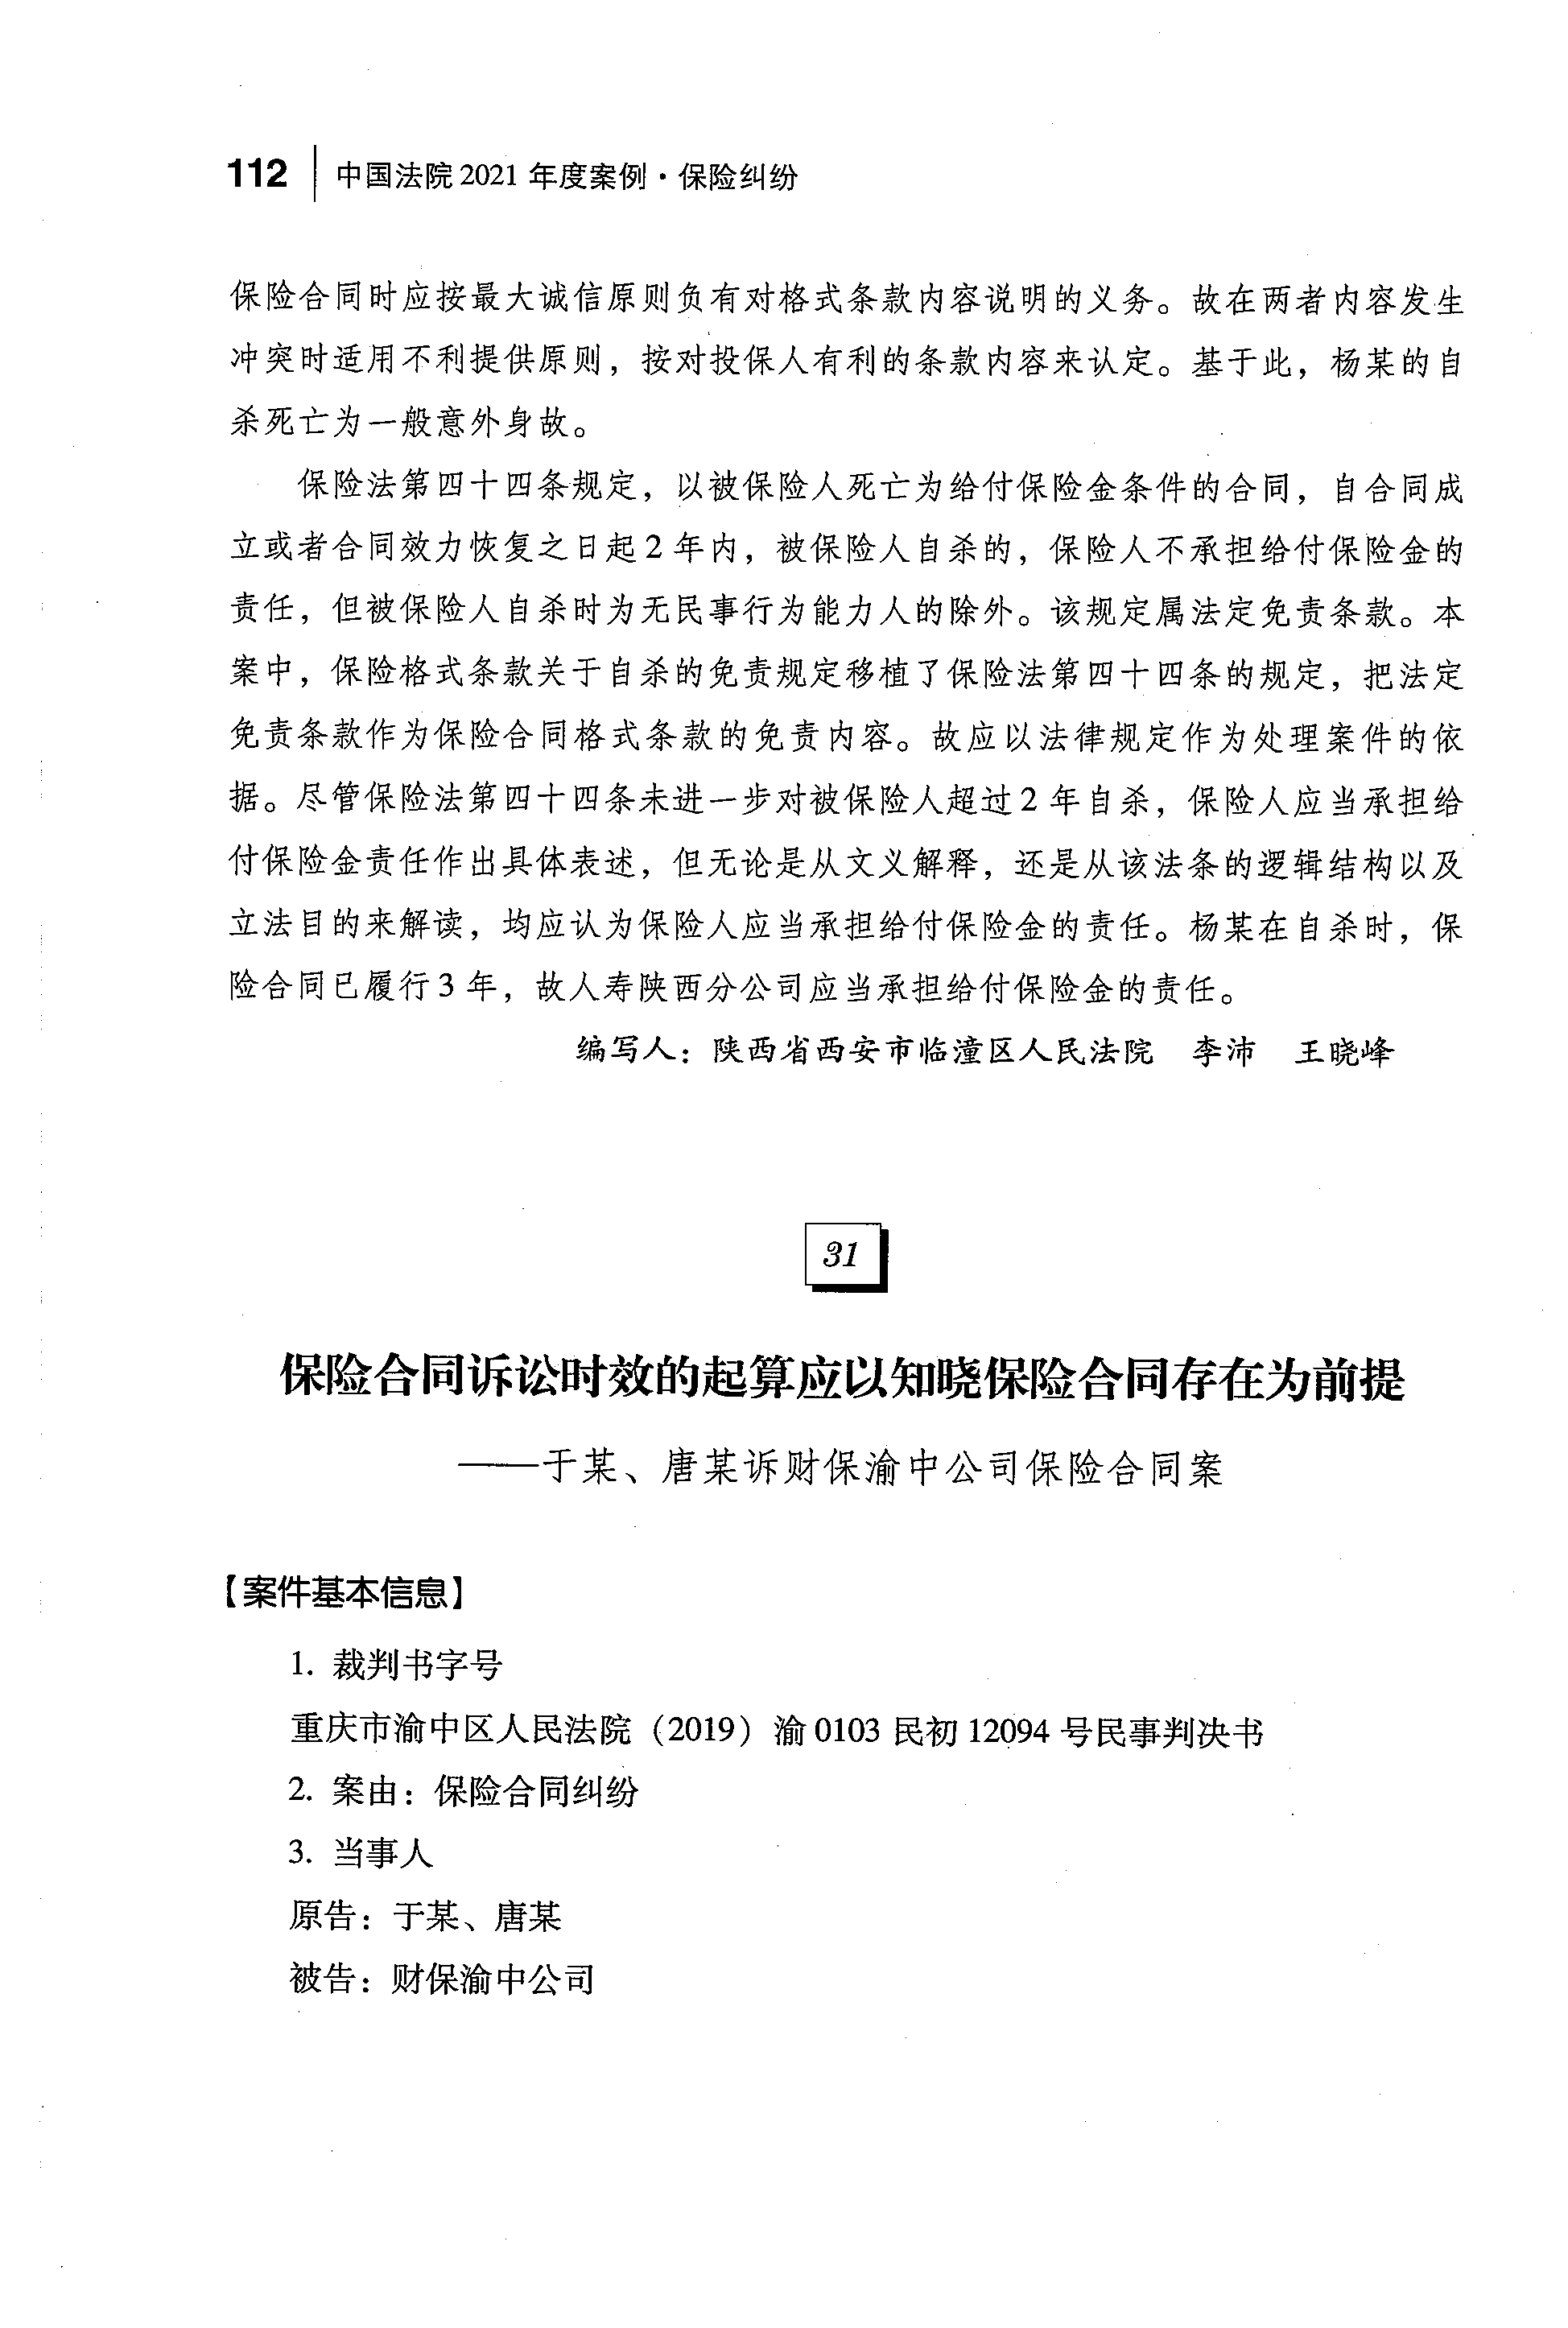 112 中国法院2021年度案例·保险纠纷
保险合同时应按最大诚信原则负有对格式条款内容说明的义务。故在两者内容发生
冲突时适用不利提供原则，按对投保人有利的条款内容来认定。基于此，杨某的自
杀死亡为一般意外身故。
保险法第四十四条规定，以被保险人死亡为给付保险金条件的合同，自合同成
立或者合同效力恢复之日起2年内，被保险人自杀的，保险人不承担给付保险金的
责任，但被保险人自杀时为无民事行为能力人的除外。该规定属法定免责条款。本
案中，保险格式条款关于自杀的免责规定移植了保险法第四十四条的规定，把法定
免责条款作为保险合同格式条款的免责内容。故应以法律规定作为处理案件的依
据。尽管保险法第四十四条未进一步对被保险人超过2年自杀，保险人应当承担给
付保险金责任作出具体表述，但无论是从文义解释，还是从该法条的逻辑结构以及
立法目的来解读，均应认为保险人应当承担给付保险金的责任。杨某在自杀时，保
险合同已履行3年，故人寿陕西分公司应当承担给付保险金的责任。
编写人：陕西省西安市临潼区人民法院 李沛 王晓峰
31
保险合同诉讼时效的起算应以知晓保险合同存在为前提
——于某、唐某诉财保渝中公司保险合同案
【案件基本信息】
1. 裁判书字号
重庆市渝中区人民法院（2019）渝0103民初12094号民事判决书
2. 案由：保险合同纠纷
3. 当事人
原告：于某、唐某
被告：财保渝中公司